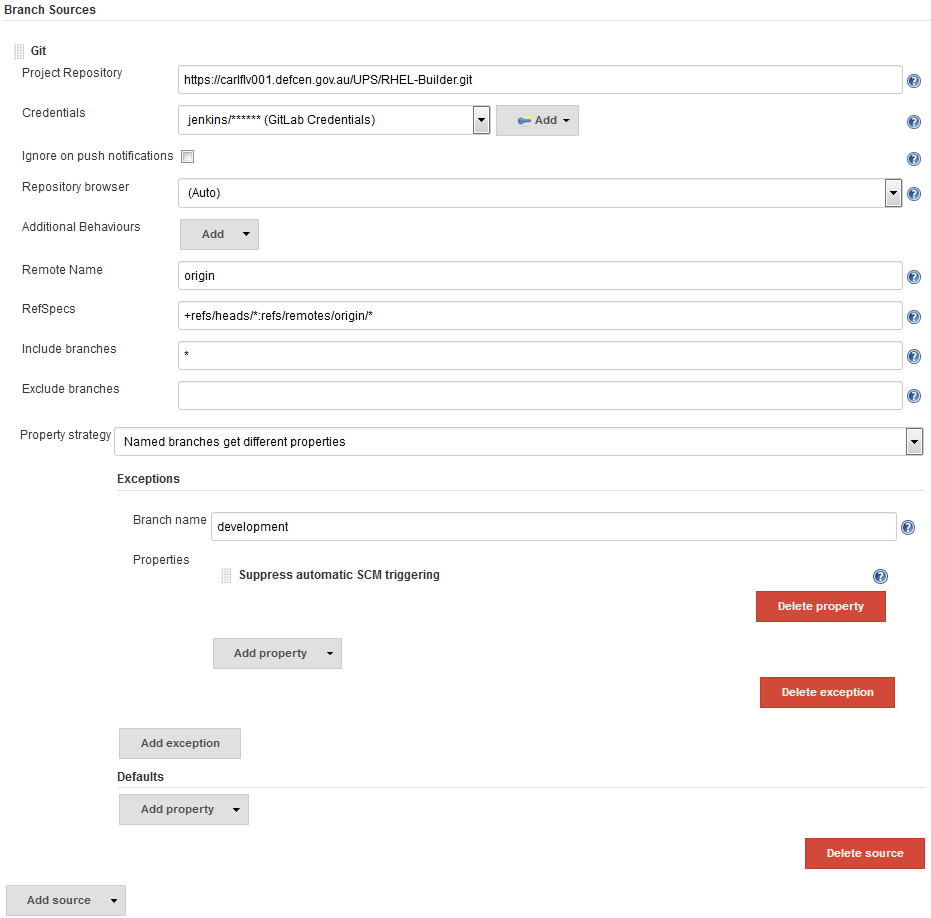 Branch Sources
Git
Project Repository
https://carlflv001.defcen.gov.au/UPS/RHEL-Builder.git
Credentials
jenkins/****** (GitLab Credentials)
Add
Ignore on push notifications
Repository browser
(Auto)
Additional Behaviours
Add
Remote Name
origin
RefSpecs
+refs/heads/*:refs/remotes/origin/*
Include branches
*
Exclude branches
Property strategy
Named branches get different properties
Exceptions
Branch name
development
Properties
Suppress automatic SCM triggering
Delete property
Add property
Delete exception
Add exception
Defaults
Add property
Delete source
Add source